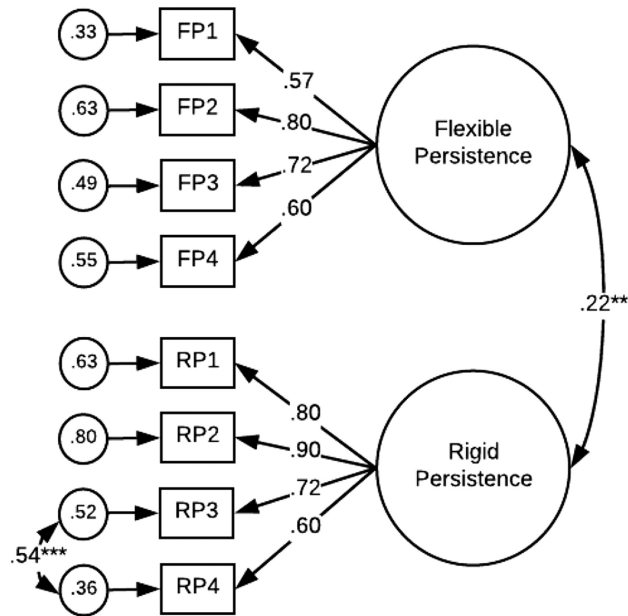 .33
FP1
.57
.63
FP2
.80
Flexible
Persistence
.49
FP3
.72
.60
.55
FP4
.22**
.63
RP1
.80
.80
RP2
.90
Rigid
Persistence
.72
.52
RP3
.60
.54***
.36
RP4